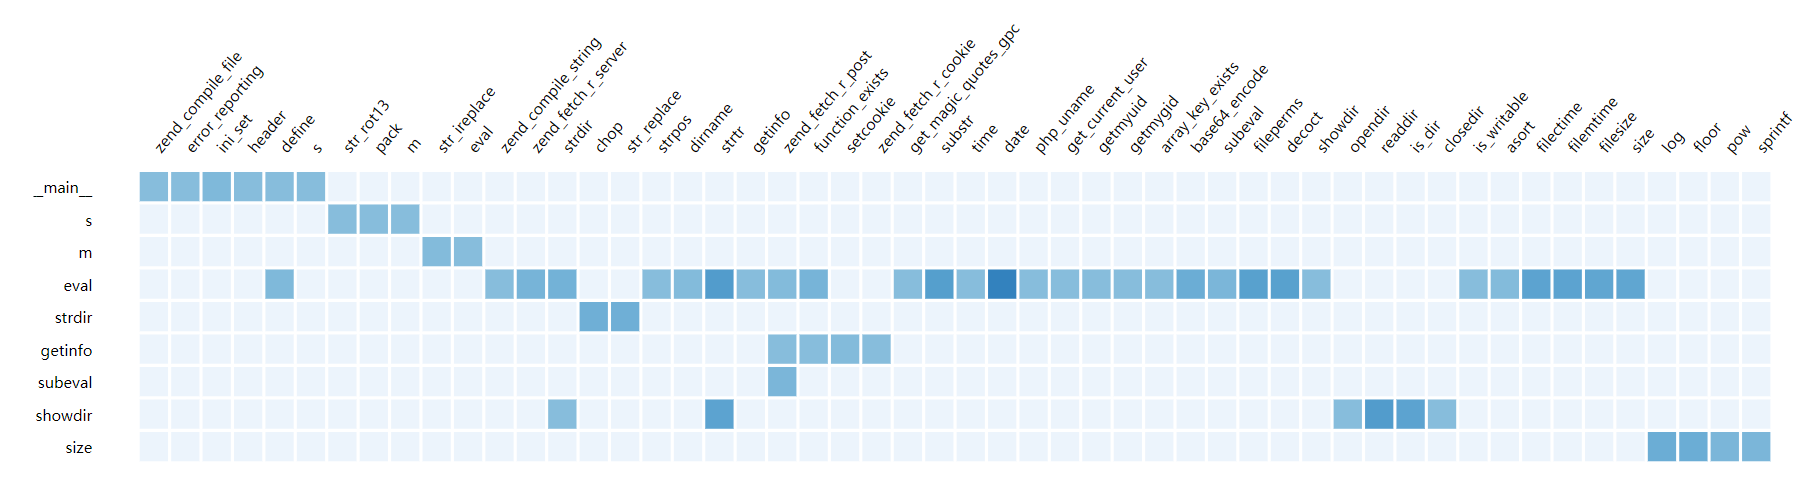 zend_compile_file
error_reporting
ini_set
header
define
s
str_rot13
pack
m
str_ireplace
eval
zend_compile_string
zend_fetch_r_server
strdir
chop
str_replace
strpos
dirname
strtr
getinfo
zend_fetch_r_post
function_exists
setcookie
zend_fetch_r_cookie
get_magic_quotes_gpc
substr
time
date
php_uname
get_current_user
getmyuid
getmygid
array_key_exists
base64_encode
subeval
fileperms
decoct
showdir
opendir
readdir
is_dir
closedir
is_writable
asort
filectime
filemtime
filesize
size
log
floor
pow
sprintf
_main__
s
m
eval
strdir
getinfo
subeval
showdir
size